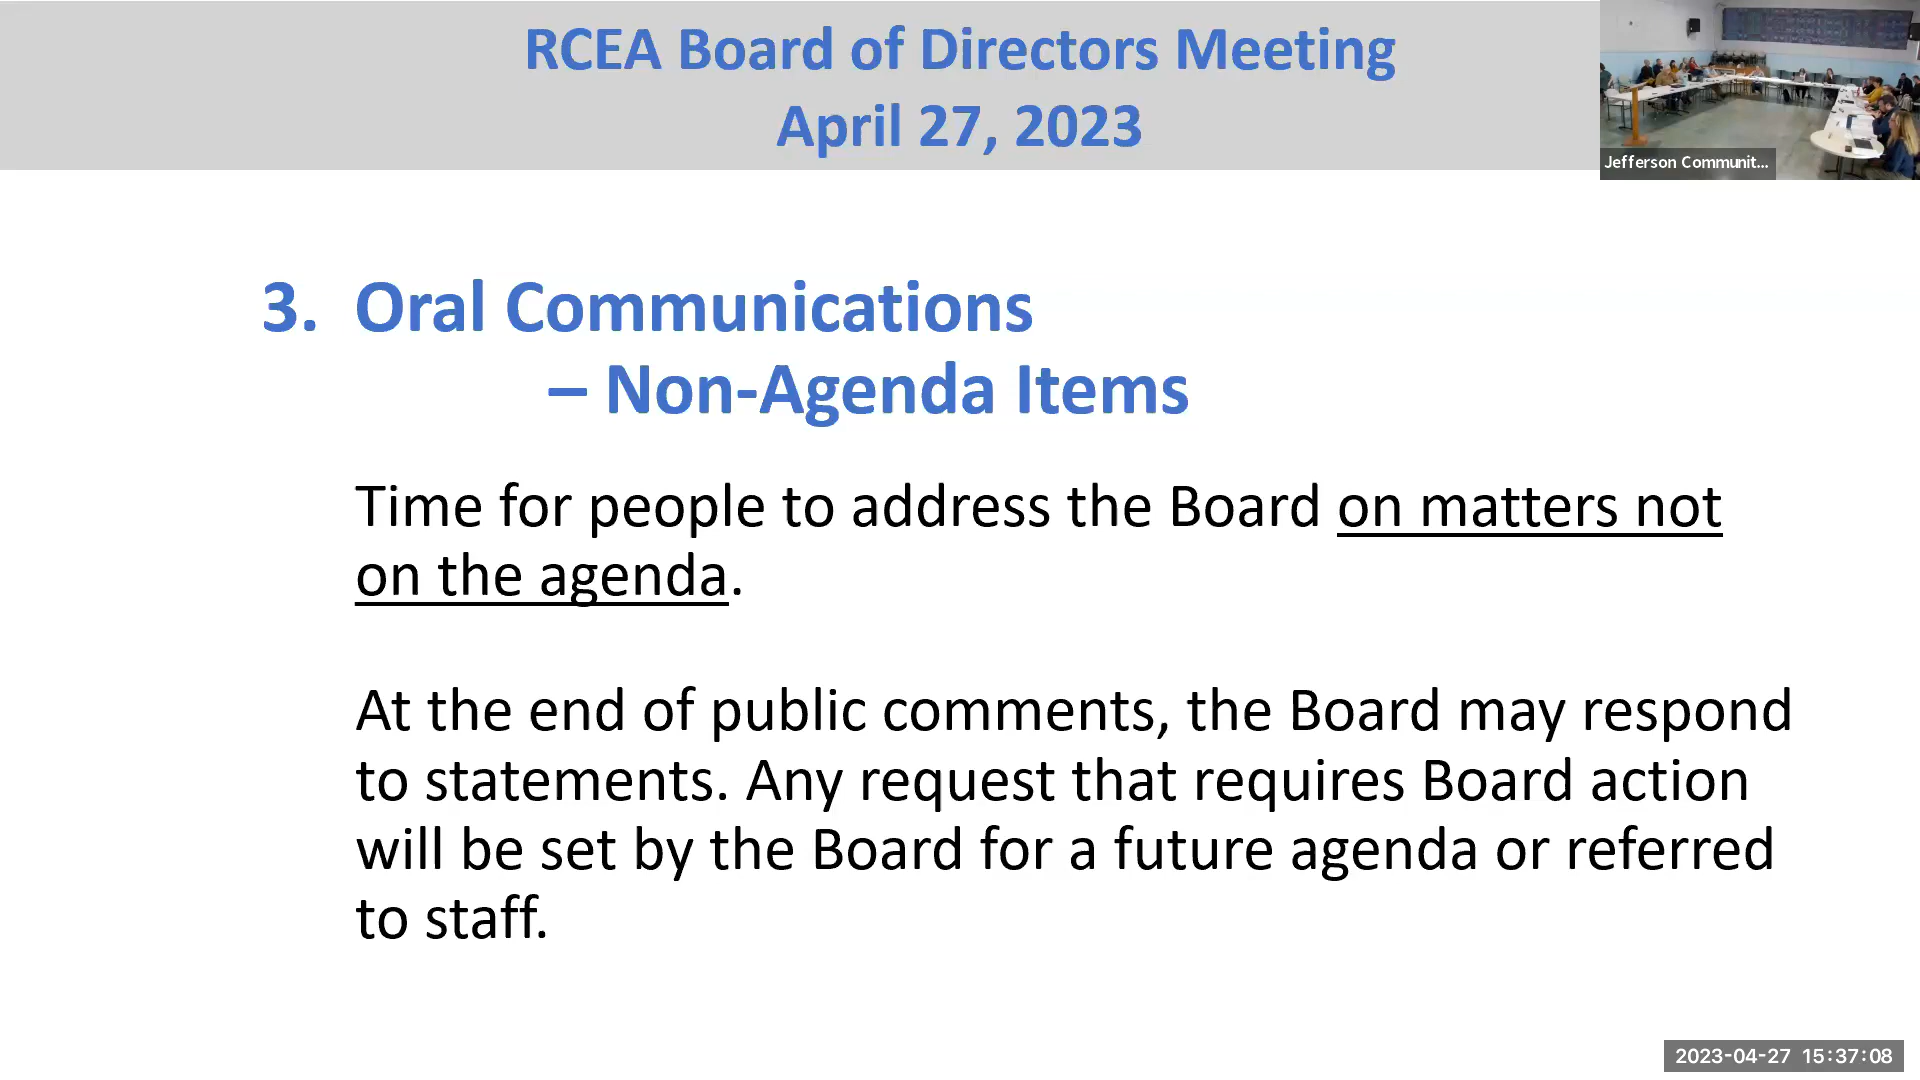 RCEA Board of Directors Meeting
April 27, 2023
Jefferson Communit...
3. Oral Communications
– Non-Agenda Items
Time for people to address the Board on matters not
on the agenda.
At the end of public comments, the Board may respond
to statements. Any request that requires Board action
will be set by the Board for a future agenda or referred
to staff.
2023-04-27 15:37:08